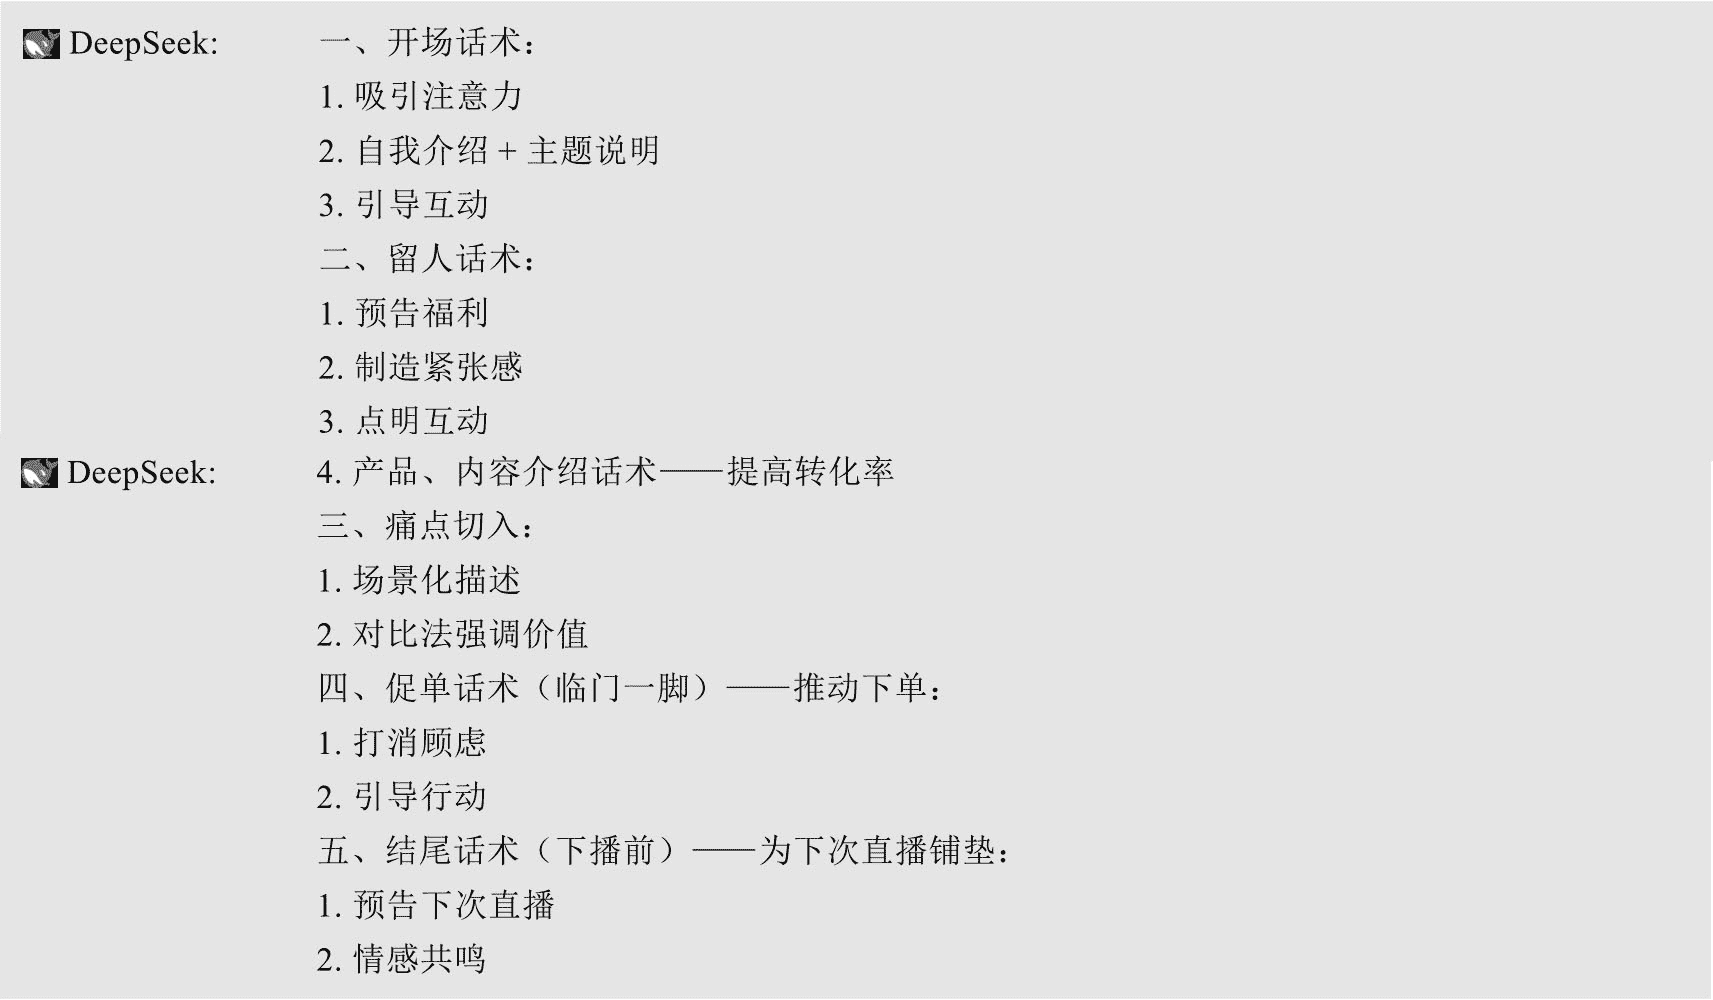 DeepSeek: 一、开场话术：
1. 吸引注意力
2. 自我介绍 + 主题说明
3. 引导互动
二、留人话术：
1. 预告福利
2. 制造紧张感
3. 点明互动
DeepSeek: 4. 产品、内容介绍话术——提高转化率
三、痛点切入：
1. 场景化描述
2. 对比法强调价值
四、促单话术（临门一脚）——推动下单：
1. 打消顾虑
2. 引导行动
五、结尾话术（下播前）——为下次直播铺垫：
1. 预告下次直播
2. 情感共鸣